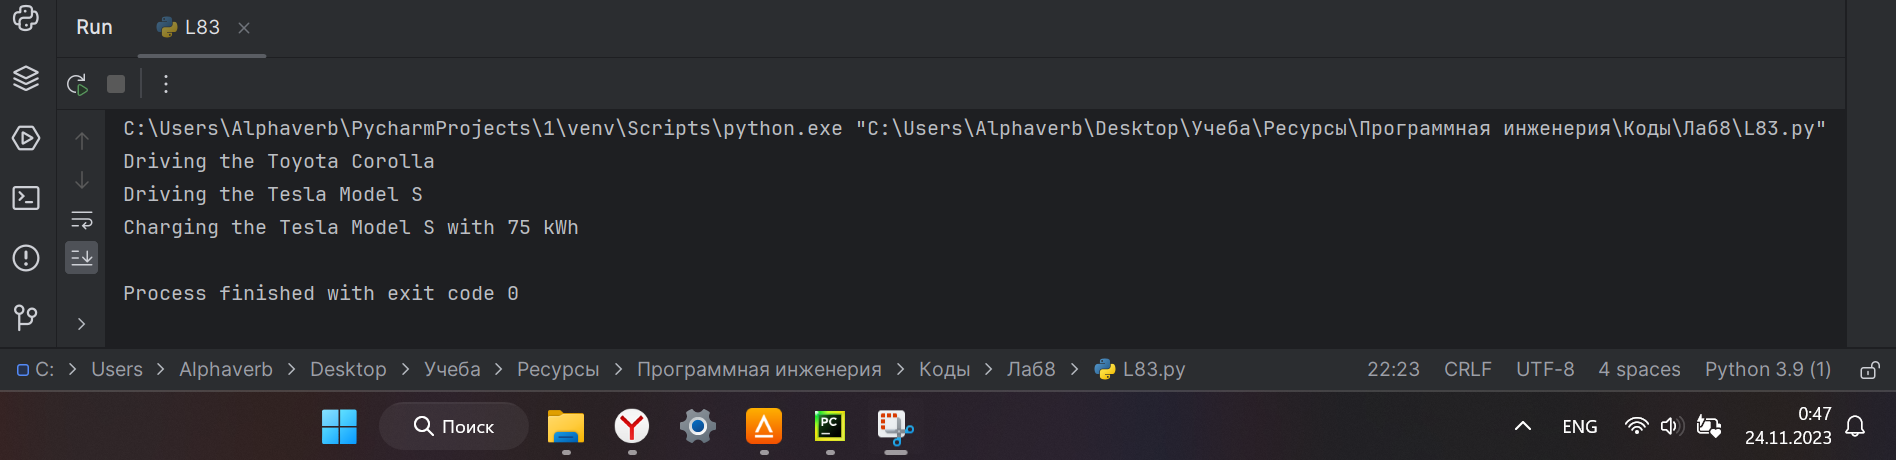 Run L83
C:\Users\Alphaverb\PycharmProjects\1\venv\Scripts\python.exe "C:\Users\Alphaverb\Desktop\Учеба\Ресурсы\Программная инженерия\Коды\Лаб8\L83.py"
Driving the Toyota Corolla
Driving the Tesla Model S
Charging the Tesla Model S with 75 kWh
Process finished with exit code 0
C: > Users > Alphaverb > Desktop > Учеба > Ресурсы > Программная инженерия > Коды > Лаб8 > L83.py 22:23 CRLF UTF-8 4 spaces Python 3.9 (1)
Поиск PC ENG 0:47
24.11.2023